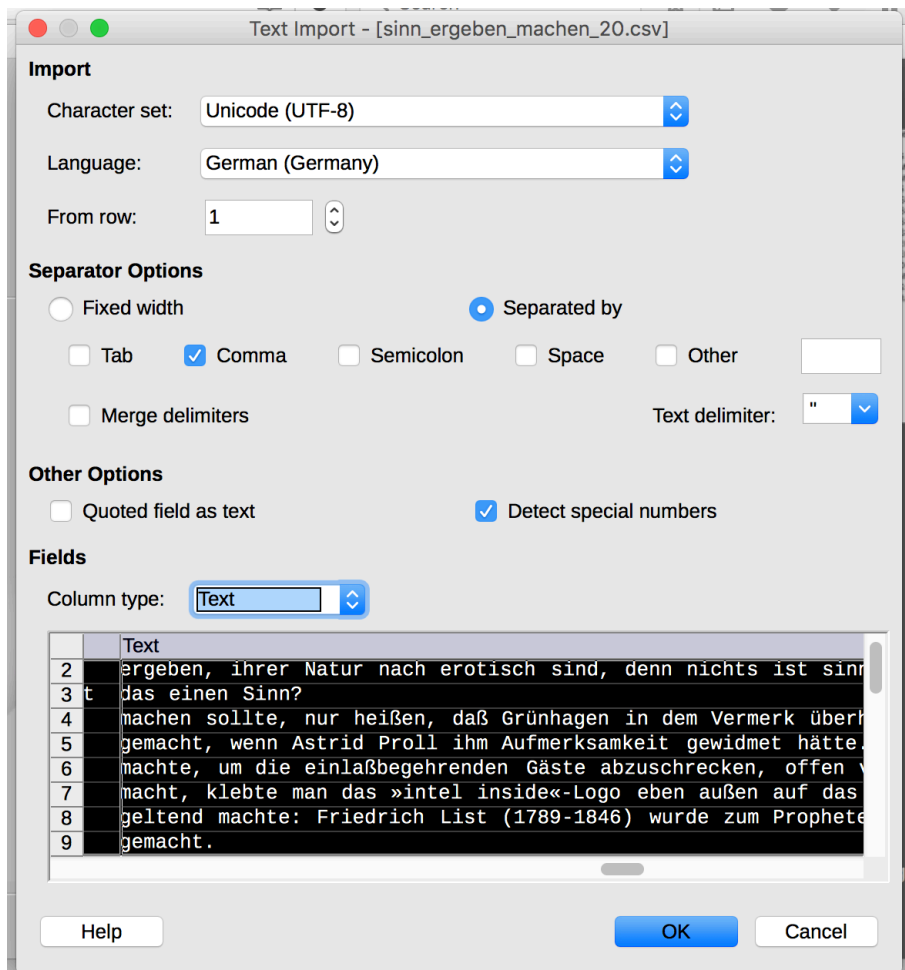 Text Import - [sinn_ergeben_machen_20.csv]
Import
Character set: Unicode (UTF-8)
Language: German (Germany)
From row: 1
Separator Options
Fixed width Separated by
Tab Comma Semicolon Space Other
Merge delimiters Text delimiter: "
Other Options
Quoted field as text Detect special numbers
Fields
Column type: Text
Text
2 ergeben, ihrer Natur nach erotisch sind, denn nichts ist
3 t das einen Sinn?
4 machen sollte, nur heißen, daß Grünhagen in dem Vermerk
5 gemacht, wenn Astrid Proll ihm Aufmerksamkeit gewidmet hätte.
6 machte, um die einlaßbegehrenden Gäste abzuschrecken, offen
7 macht, klebte man das »intel inside«-Logo eben außen auf das
8 geltend machte: Friedrich List (1789-1846) wurde zum
9 gemacht.
Help OK Cancel